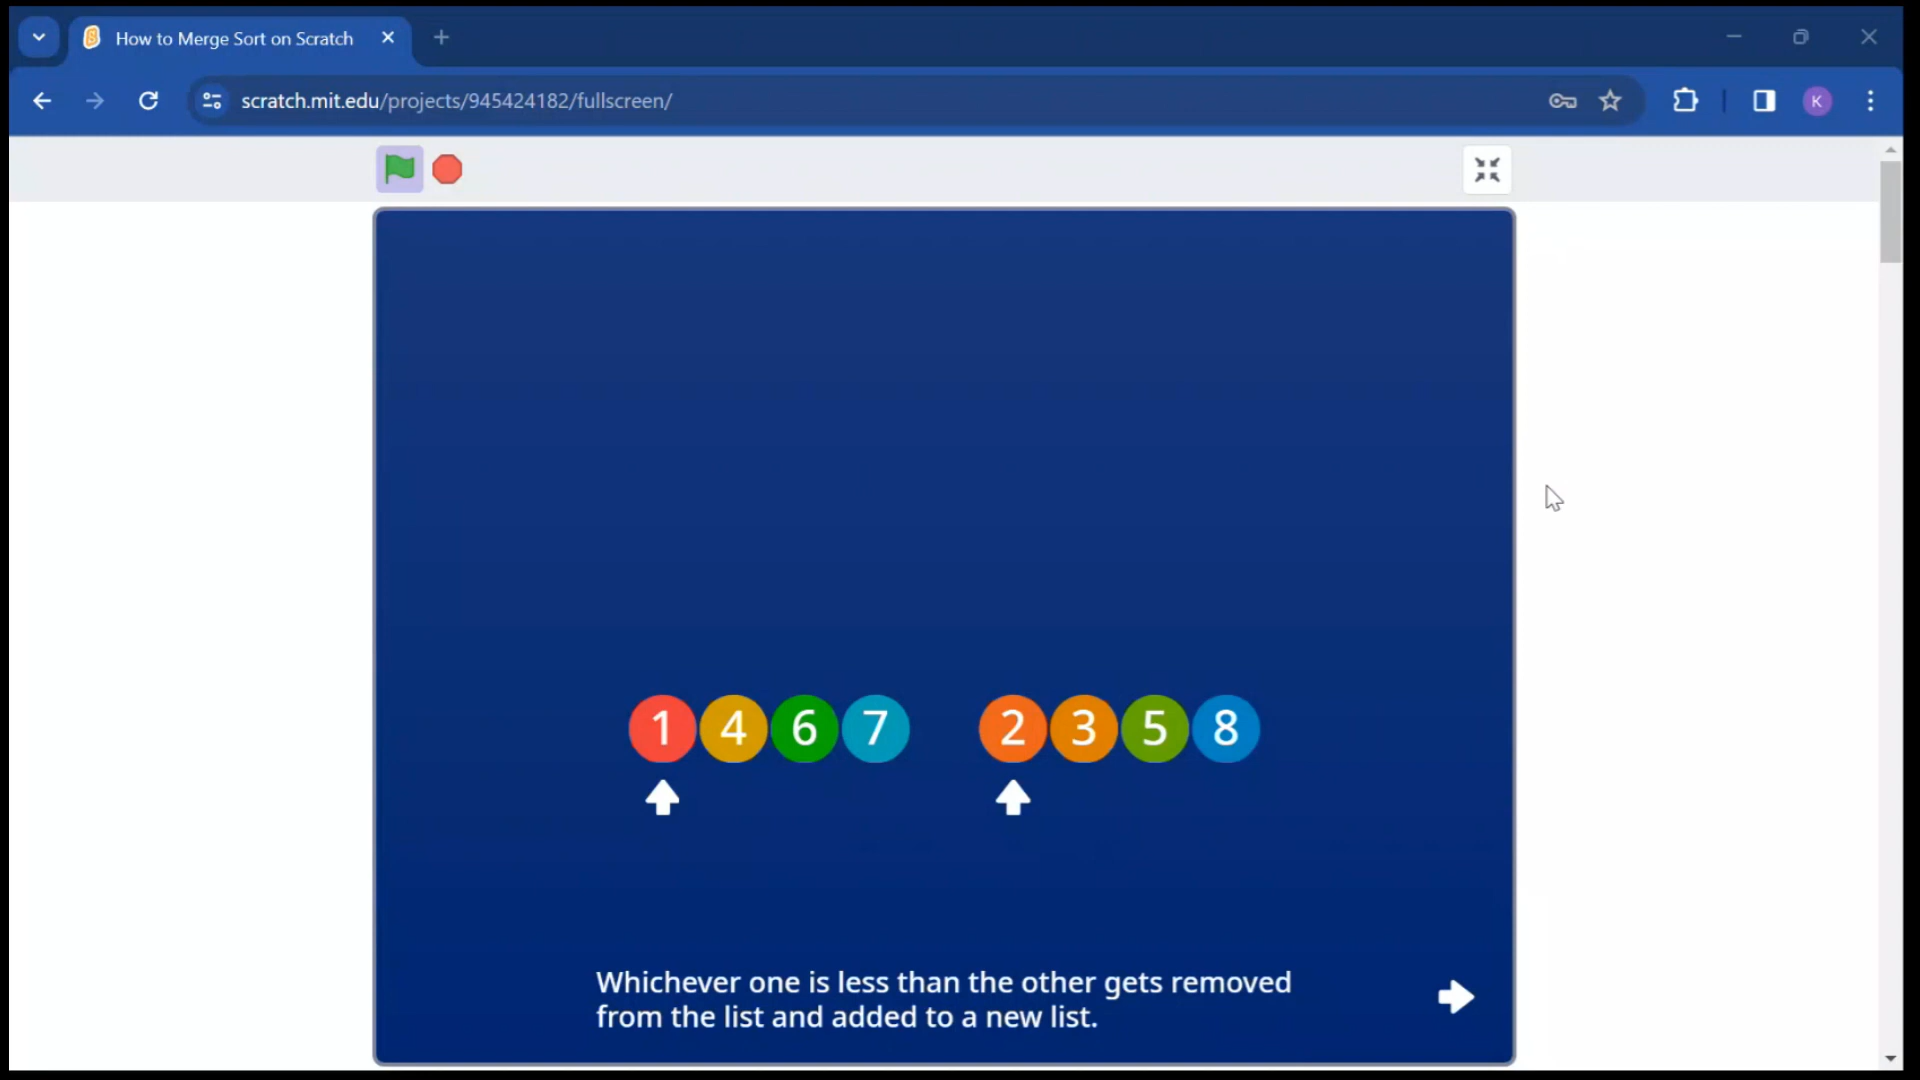 How to Merge Sort on Scratch
scratch.mit.edu/projects/945424182/fullscreen/
K
1 4 6 7 2 3 5 8
Whichever one is less than the other gets removed
from the list and added to a new list.